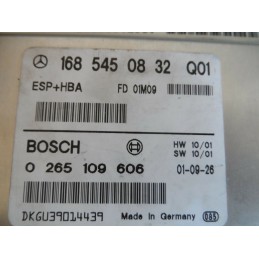 168 545 08 32 Q01
ESP+HBA FD 01M09
BOSCH HW 10/01
SW 10/01
0 265 109 606 01-09-26
DKGU39014439 Made in Germany